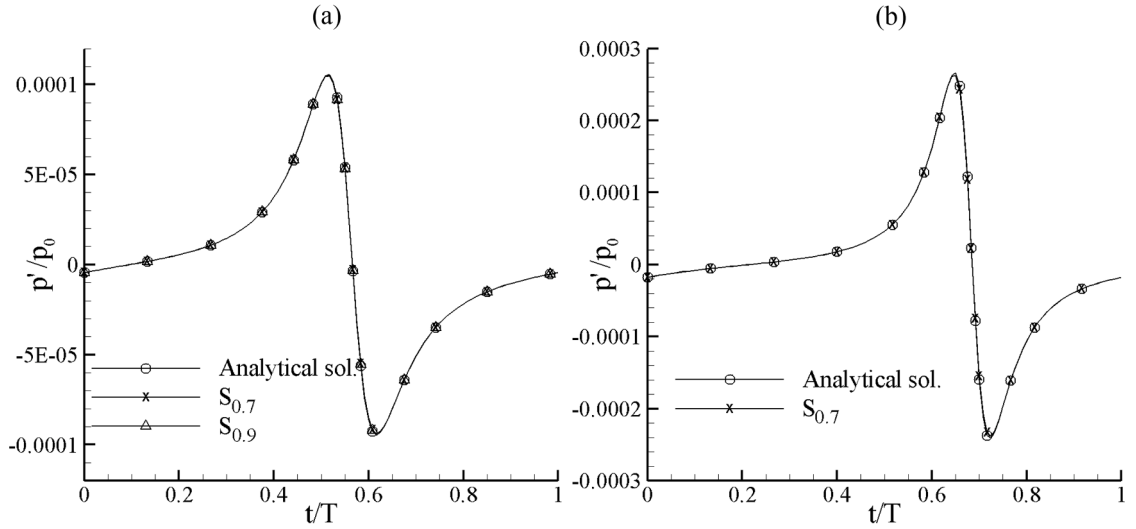 (a)
p'/p0
0.0001
5E-05
0
-5E-05
-0.0001
Analytical sol.
S0.7
S0.9
0 0.2 0.4 0.6 0.8 1
t/T
(b)
p'/p0
0.0003
0.0002
0.0001
0
-0.0001
-0.0002
-0.0003
Analytical sol.
S0.7
0 0.2 0.4 0.6 0.8 1
t/T